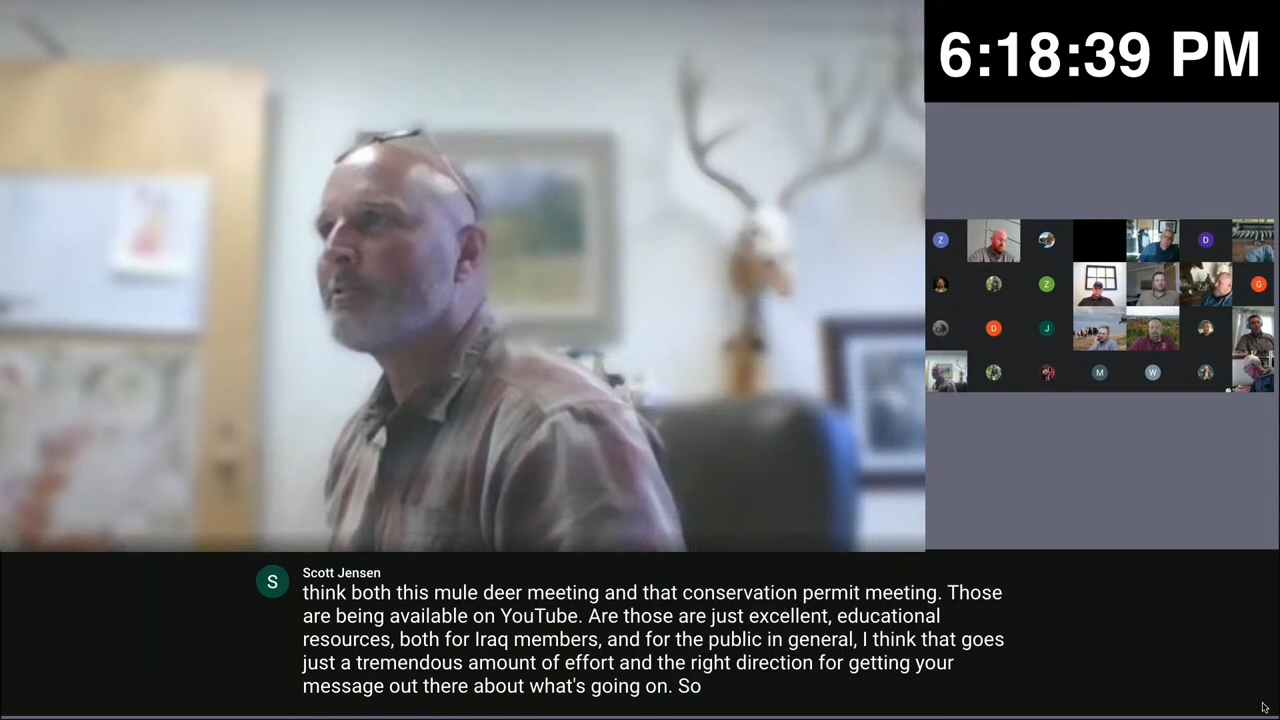 6:18:39 PM
Z
D
Z
G
D
J
M
W
S
Scott Jensen
think both this mule deer meeting and that conservation permit meeting. Those
are being available on YouTube. Are those are just excellent, educational
resources, both for Iraq members, and for the public in general, I think that goes
just a tremendous amount of effort and the right direction for getting your
message out there about what's going on. So